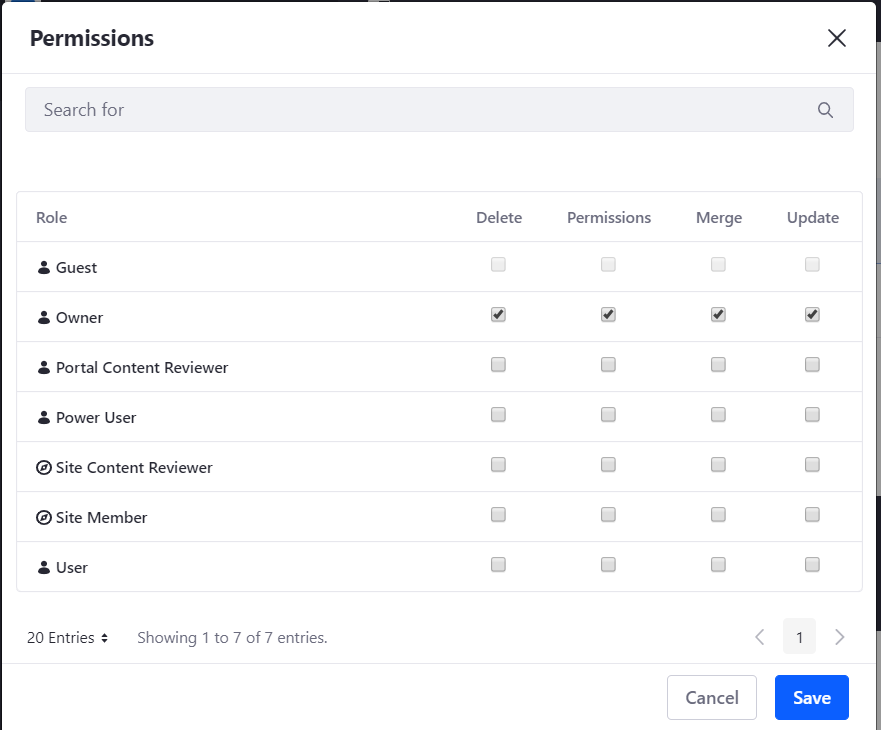 Permissions
Search for
Role Delete Permissions Merge Update
Guest
Owner
Portal Content Reviewer
Power User
Site Content Reviewer
Site Member
User
20 Entries Showing 1 to 7 of 7 entries. 1
Cancel Save